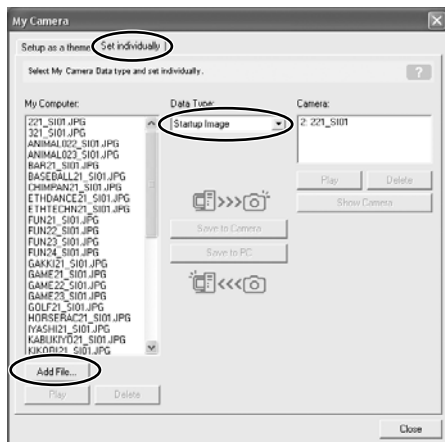 My Camera
Setup as a theme
Set individually
Select My Camera Data type and set individually.
?
My Computer:
221_SI01.JPG
321_SI01.JPG
ANIMAL022_SI01.JPG
ANIMAL023_SI01.JPG
BAR21_SI01.JPG
BASEBALL21_SI01.JPG
CHIMPAN21_SI01.JPG
ETHDANCE21_SI01.JPG
ETHTECHN21_SI01.JPG
FUN21_SI01.JPG
FUN22_SI01.JPG
FUN23_SI01.JPG
FUN24_SI01.JPG
GAKKI21_SI01.JPG
GAME21_SI01.JPG
GAME22_SI01.JPG
GAME23_SI01.JPG
GOLF21_SI01.JPG
HORSERAC21_SI01.JPG
IYASHI21_SI01.JPG
KABUKIYO21_SI01.JPG
KIKORI21_SI01.JPG
Add File...
Play
Delete
Data Type:
Startup Image
>>>
Save to Camera
Save to PC
<<<
Camera:
2: 221_SI01
Play
Delete
Show Camera
Close